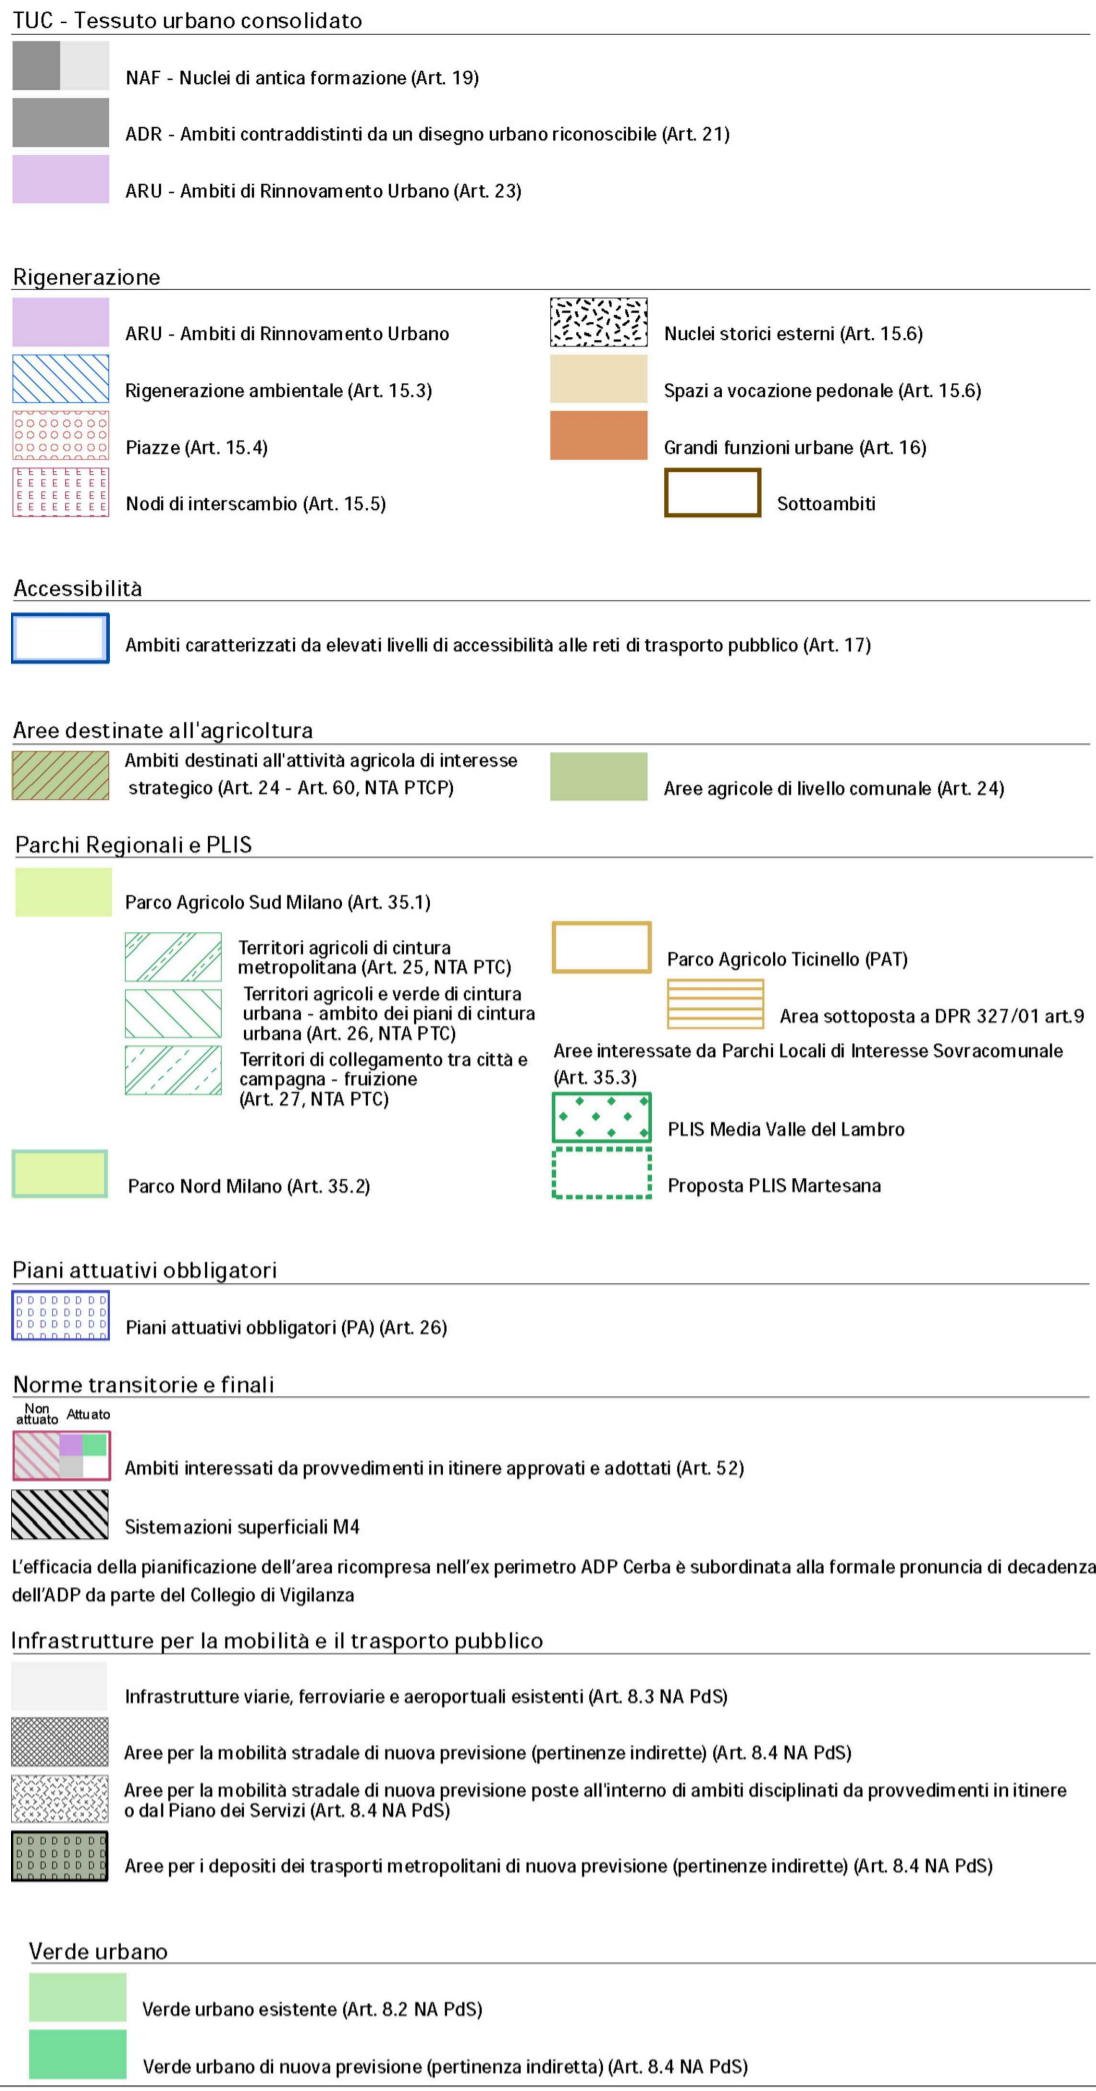 TUC - Tessuto urbano consolidato
NAF - Nuclei di antica formazione (Art. 19)
ADR - Ambiti contraddistinti da un disegno urbano riconoscibile (Art. 21)
ARU - Ambiti di Rinnovamento Urbano (Art. 23)
Rigenerazione
ARU - Ambiti di Rinnovamento Urbano
Rigenerazione ambientale (Art. 15.3)
Piazze (Art. 15.4)
Nodi di interscambio (Art. 15.5)
Nuclei storici esterni (Art. 15.6)
Spazi a vocazione pedonale (Art. 15.6)
Grandi funzioni urbane (Art. 16)
Sottoambiti
Accessibilità
Ambiti caratterizzati da elevati livelli di accessibilità alle reti di trasporto pubblico (Art. 17)
Aree destinate all'agricoltura
Ambiti destinati all'attività agricola di interesse
strategico (Art. 24 - Art. 60, NTA PTCP)
Aree agricole di livello comunale (Art. 24)
Parchi Regionali e PLIS
Parco Agricolo Sud Milano (Art. 35.1)
Territori agricoli di cintura
metropolitana (Art. 25, NTA PTC)
Territori agricoli e verde di cintura
urbana - ambito dei piani di cintura
urbana (Art. 26, NTA PTC)
Territori di collegamento tra città e
campagna - fruizione
(Art. 27, NTA PTC)
Parco Nord Milano (Art. 35.2)
Parco Agricolo Ticinello (PAT)
Area sottoposta a DPR 327/01 art.9
Aree interessate da Parchi Locali di Interesse Sovracomunale
(Art. 35.3)
PLIS Media Valle del Lambro
Proposta PLIS Martesana
Piani attuativi obbligatori
Piani attuativi obbligatori (PA) (Art. 26)
Norme transitorie e finali
Non
attuato
Attuato
Ambiti interessati da provvedimenti in itinere approvati e adottati (Art. 52)
Sistemazioni superficiali M4
L'efficacia della pianificazione dell'area ricompresa nell'ex perimetro ADP Cerba è subordinata alla formale pronuncia di decadenza
dell'ADP da parte del Collegio di Vigilanza
Infrastrutture per la mobilità e il trasporto pubblico
Infrastrutture viarie, ferroviarie e aeroportuali esistenti (Art. 8.3 NA PdS)
Aree per la mobilità stradale di nuova previsione (pertinenze indirette) (Art. 8.4 NA PdS)
Aree per la mobilità stradale di nuova previsione poste all'interno di ambiti disciplinati da provvedimenti in itinere
o dal Piano dei Servizi (Art. 8.4 NA PdS)
Aree per i depositi dei trasporti metropolitani di nuova previsione (pertinenze indirette) (Art. 8.4 NA PdS)
Verde urbano
Verde urbano esistente (Art. 8.2 NA PdS)
Verde urbano di nuova previsione (pertinenza indiretta) (Art. 8.4 NA PdS)